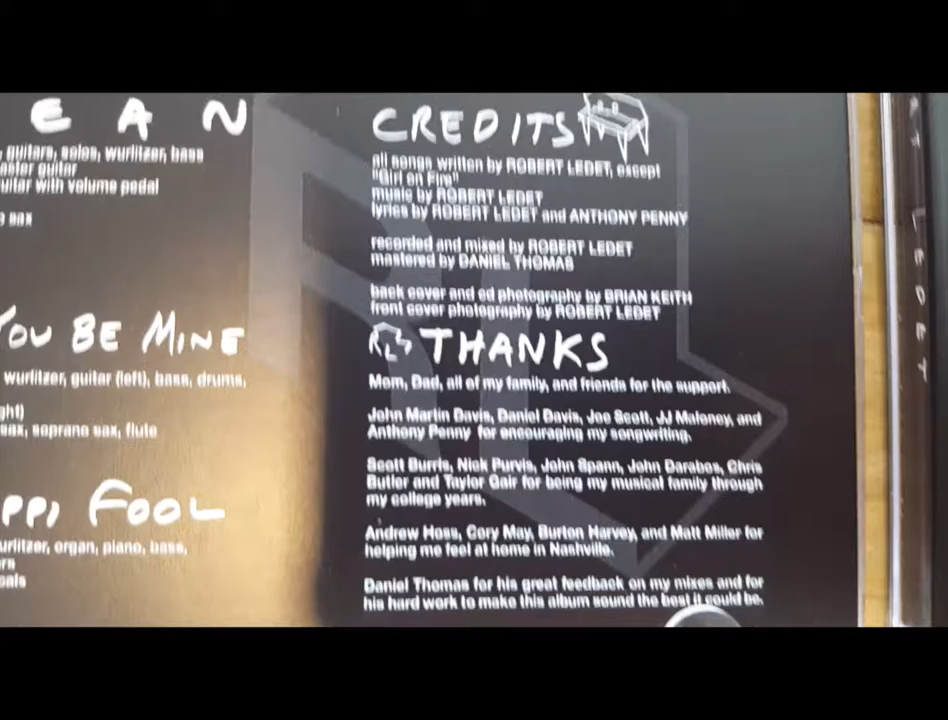 EAN
, guitars, solos, wurlitzer, bass
aster guitar
uitar with volume pedal
o sax
YOU BE MINE
wurlitzer, guitar (left), bass, drums,
ght)
sax, soprano sax, flute
PPI FOOL
urlitzer, organ, piano, bass,
CREDITS
all songs written by ROBERT LEDET, except
"Girl on Fire"
music by ROBERT LEDET
lyrics by ROBERT LEDET and ANTHONY PENNY
recorded and mixed by ROBERT LEDET
mastered by DANIEL THOMAS
back cover and cd photography by BRIAN KEITH
front cover photography by ROBERT LEDET
THANKS
Mom, Dad, all of my family, and friends for the support.
John Martin Davis, Daniel Davis, Joe Scott, JJ Maloney, and
Anthony Penny for encouraging my songwriting.
Scott Burris, Nick Purvis, John Spann, John Darabos, Chris
Butler and Taylor Gair for being my musical family through
my college years.
Andrew Hoss, Cory May, Burton Harvey, and Matt Miller for
helping me feel at home in Nashville.
Daniel Thomas for his great feedback on my mixes and for
his hard work to make this album sound the best it could be.